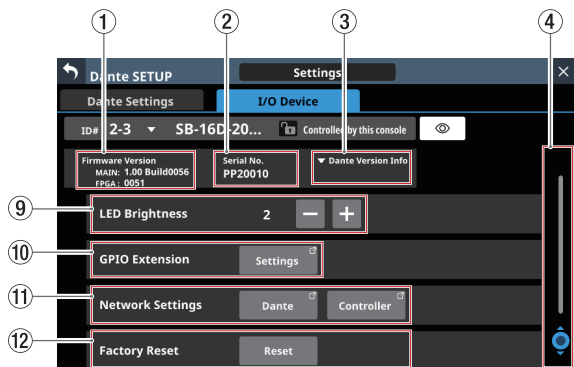 ① ② ③ ④
Dante SETUP Settings ×
Dante Settings I/O Device
ID# 2-3 ▼ SB-16D-20... Controlled by this console
Firmware Version
MAIN: 1.00 Build0056
FPGA : 0051
Serial No.
PP20010
▼ Dante Version Info
⑨ LED Brightness 2 − +
⑩ GPIO Extension Settings
⑪ Network Settings Dante Controller
⑫ Factory Reset Reset